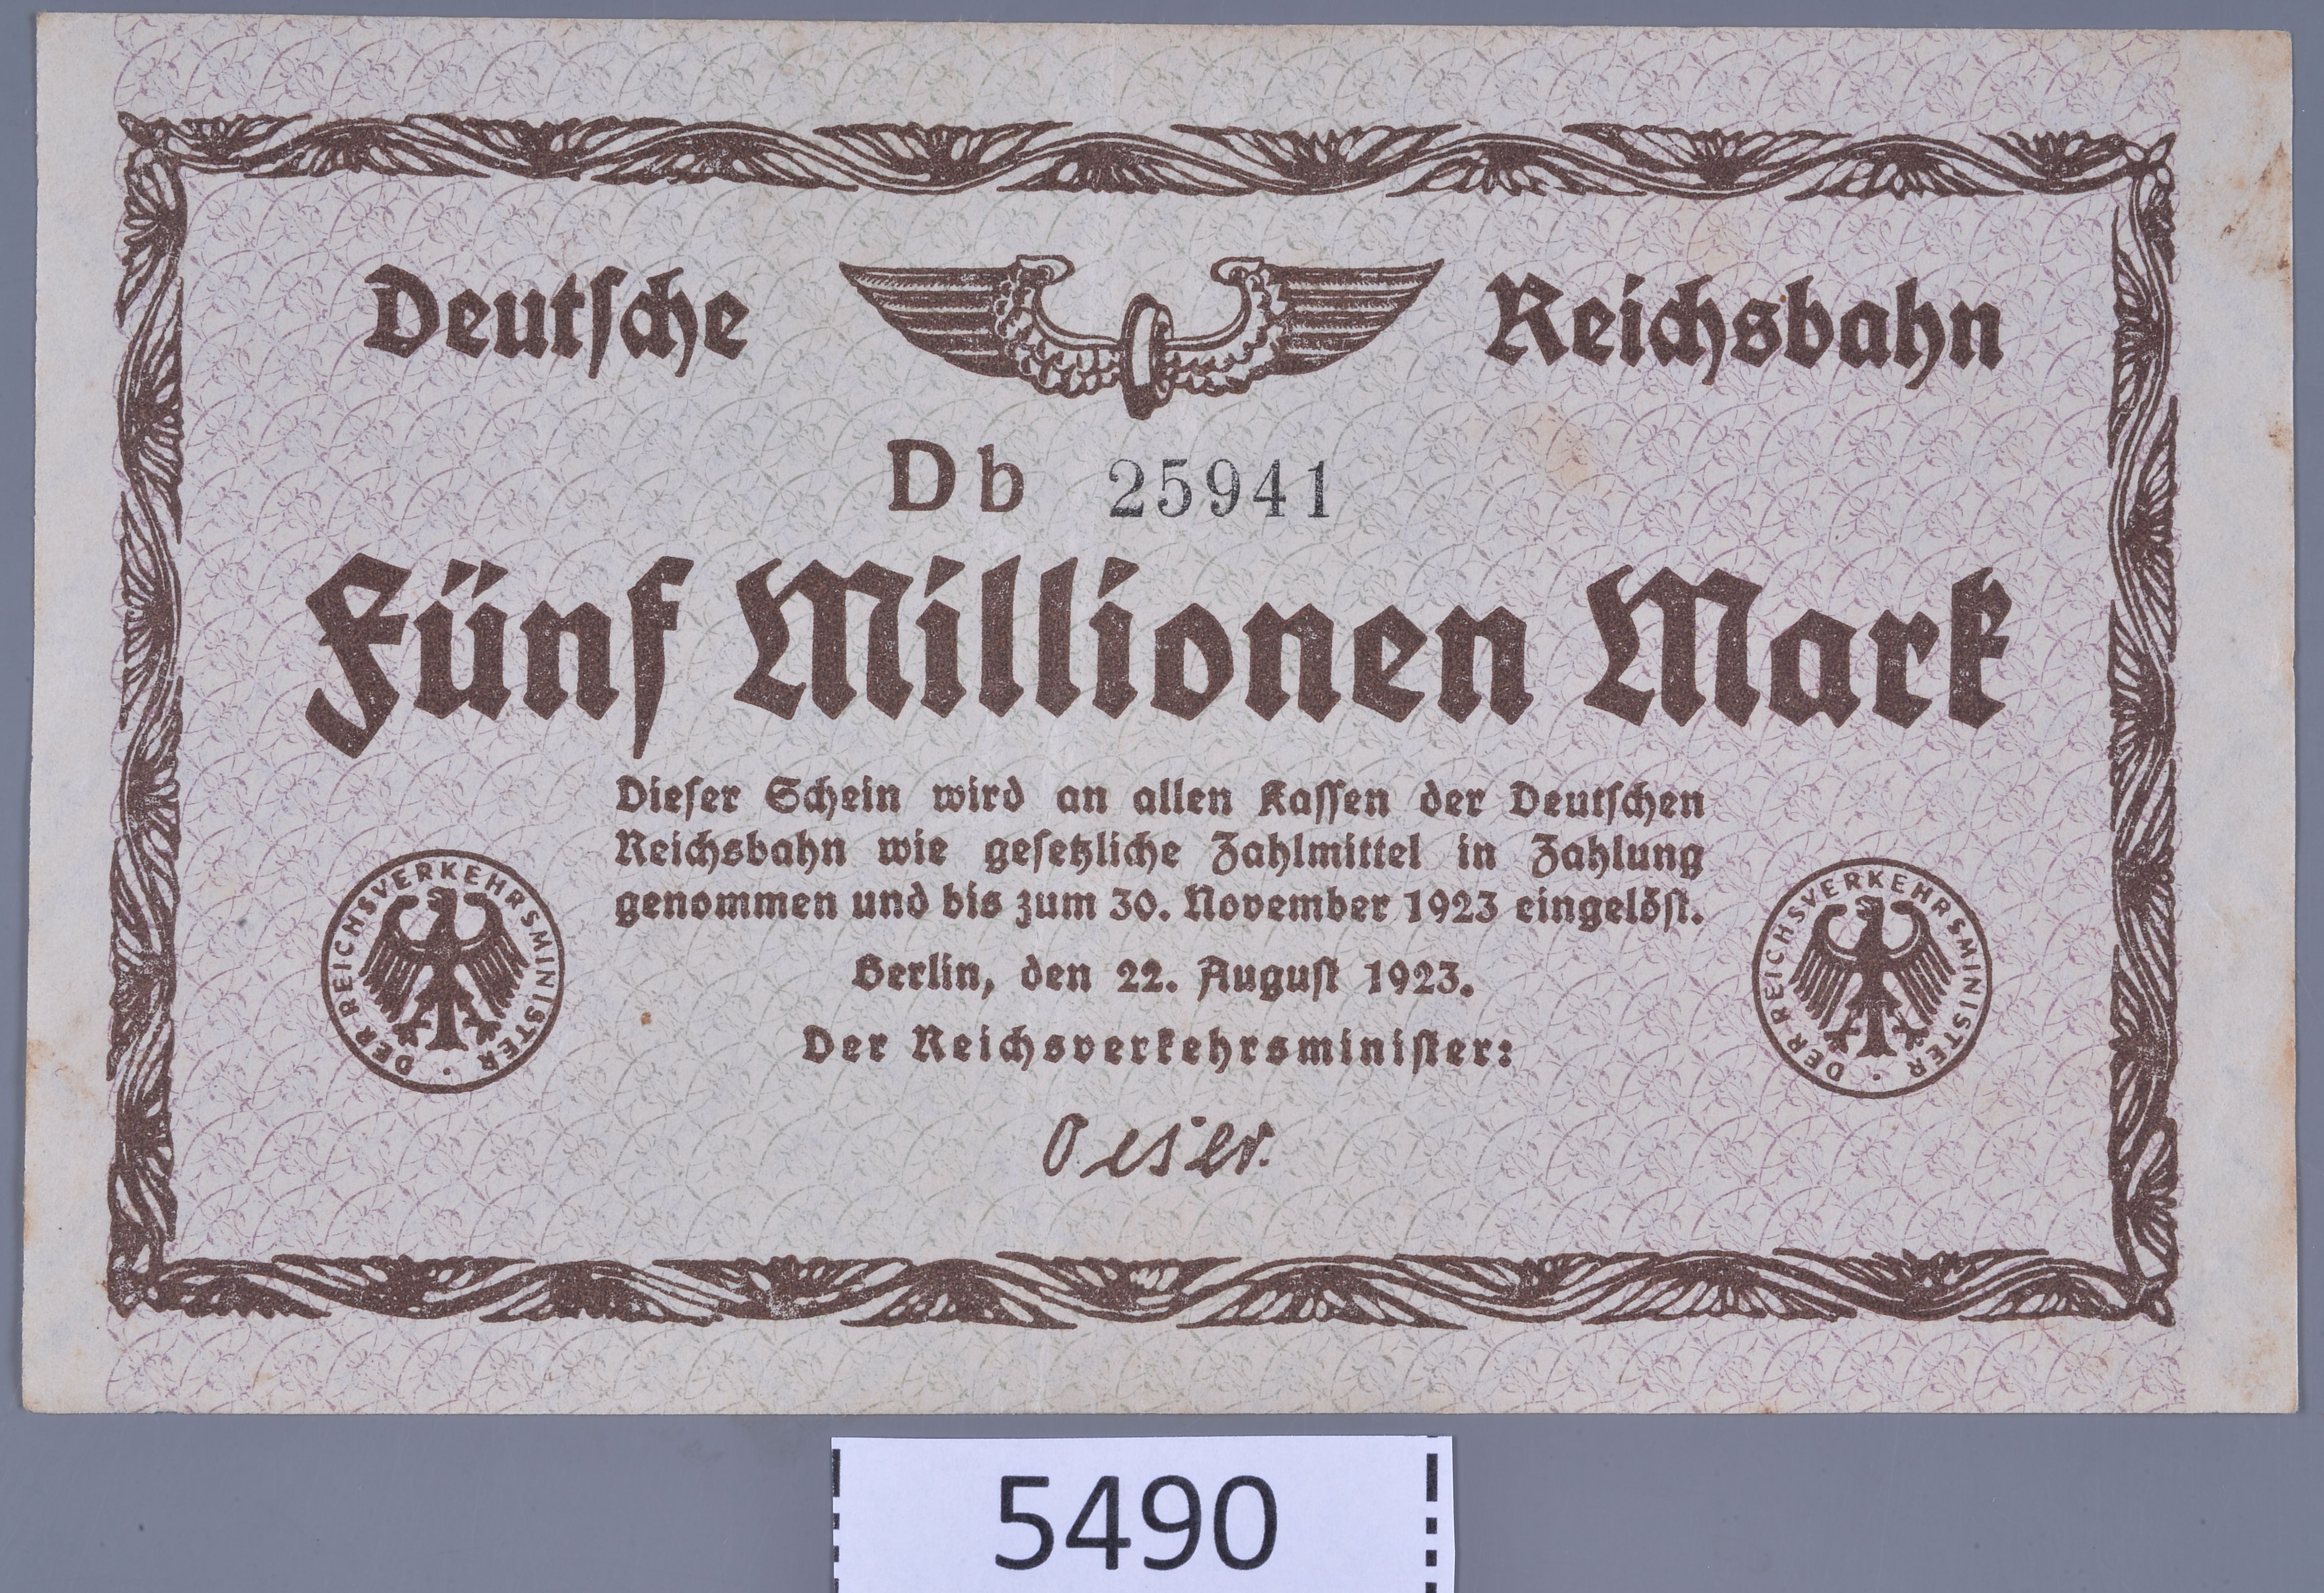 Deutsche Reichsbahn
Db 25941
Fünf Millionen Mark
Dieser Schein wird an allen Kassen der Deutschen
Reichsbahn wie gesetzliche Zahlmittel in Zahlung
genommen und bis zum 30. November 1923 eingelöst.
Berlin, den 22. August 1923.
Der Reichsverkehrsminister:
Oeser.
DER REICHSVERKEHRSMINISTER •
DER REICHSVERKEHRSMINISTER •
5490